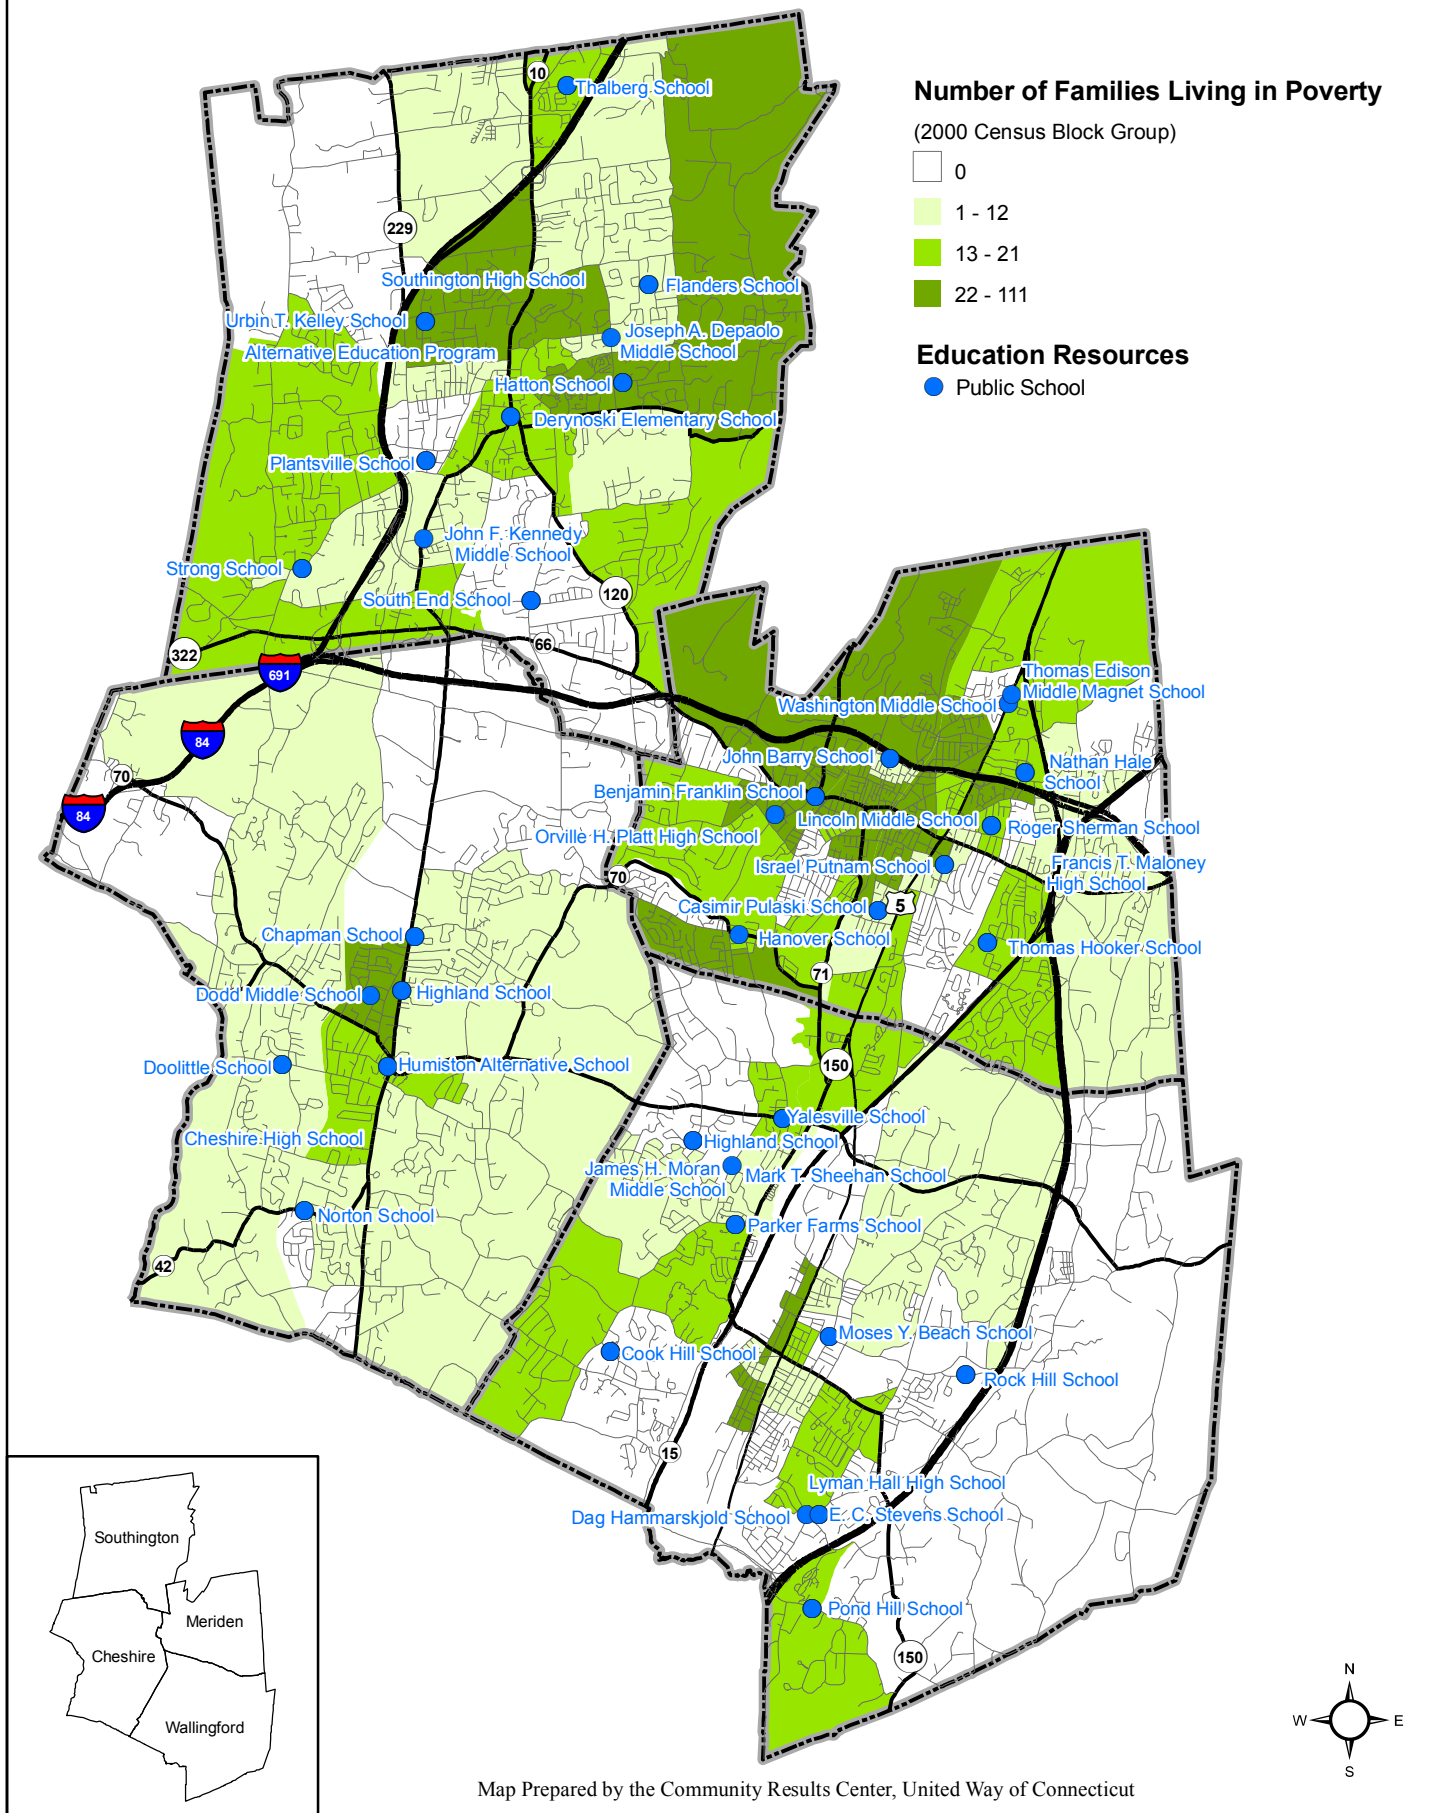 Number of Families Living in Poverty
(2000 Census Block Group)
0
1 - 12
13 - 21
22 - 111
Education Resources
Public School
10
Thalberg School
229
Southington High School
Flanders School
Urbin T. Kelley School
Joseph A. Depaolo
Middle School
Alternative Education Program
Hatton School
Derynoski Elementary School
Plantsville School
John F. Kennedy
Middle School
Strong School
South End School
120
322
66
691
84
70
84
Thomas Edison
Middle Magnet School
Washington Middle School
John Barry School
Nathan Hale
School
Benjamin Franklin School
Lincoln Middle School
Orville H. Platt High School
Roger Sherman School
Israel Putnam School
Francis T. Maloney
High School
70
Casimir Pulaski School
5
Hanover School
Thomas Hooker School
71
Chapman School
Dodd Middle School
Highland School
Doolittle School
Humiston Alternative School
150
Cheshire High School
Yalesville School
Highland School
James H. Moran
Middle School
Mark T. Sheehan School
Norton School
Parker Farms School
42
Moses Y. Beach School
Cook Hill School
Rock Hill School
15
Lyman Hall High School
Dag Hammarskjold School
E. C. Stevens School
Pond Hill School
150
Southington
Meriden
Cheshire
Wallingford
N
W
E
S
Map Prepared by the Community Results Center, United Way of Connecticut